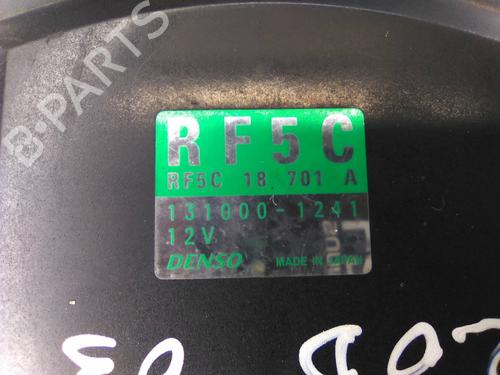 B-PARTS
RF5C
RF5C 18 701 A
131000-1241
12V
DENSO MADE IN JAPAN